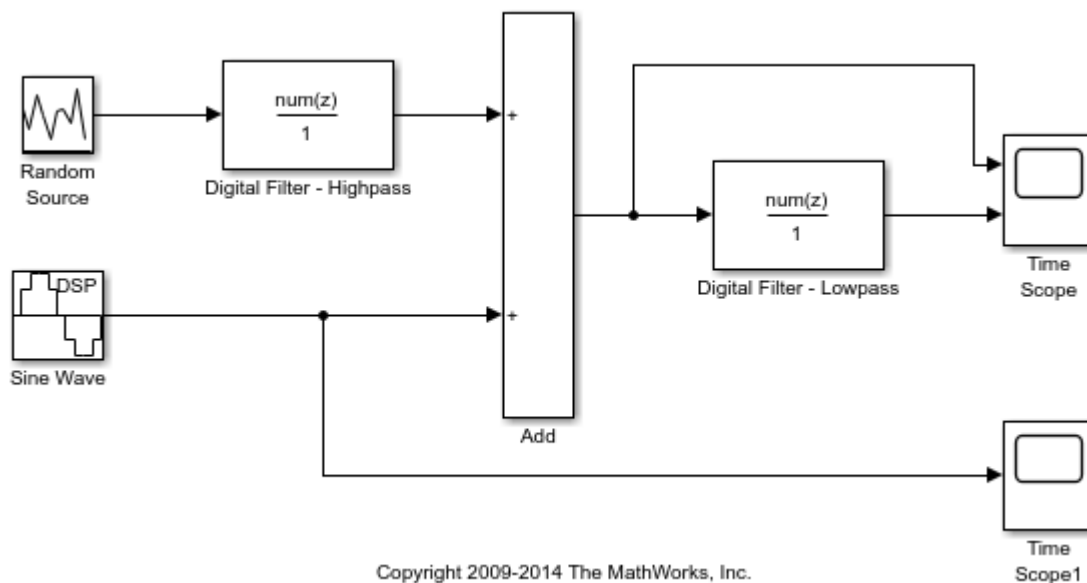 num(z)
1
+
Random
Source
Digital Filter - Highpass
num(z)
1
Digital Filter - Lowpass
Time
Scope
DSP
+
Sine Wave
Add
Time
Scope1
Copyright 2009-2014 The MathWorks, Inc.